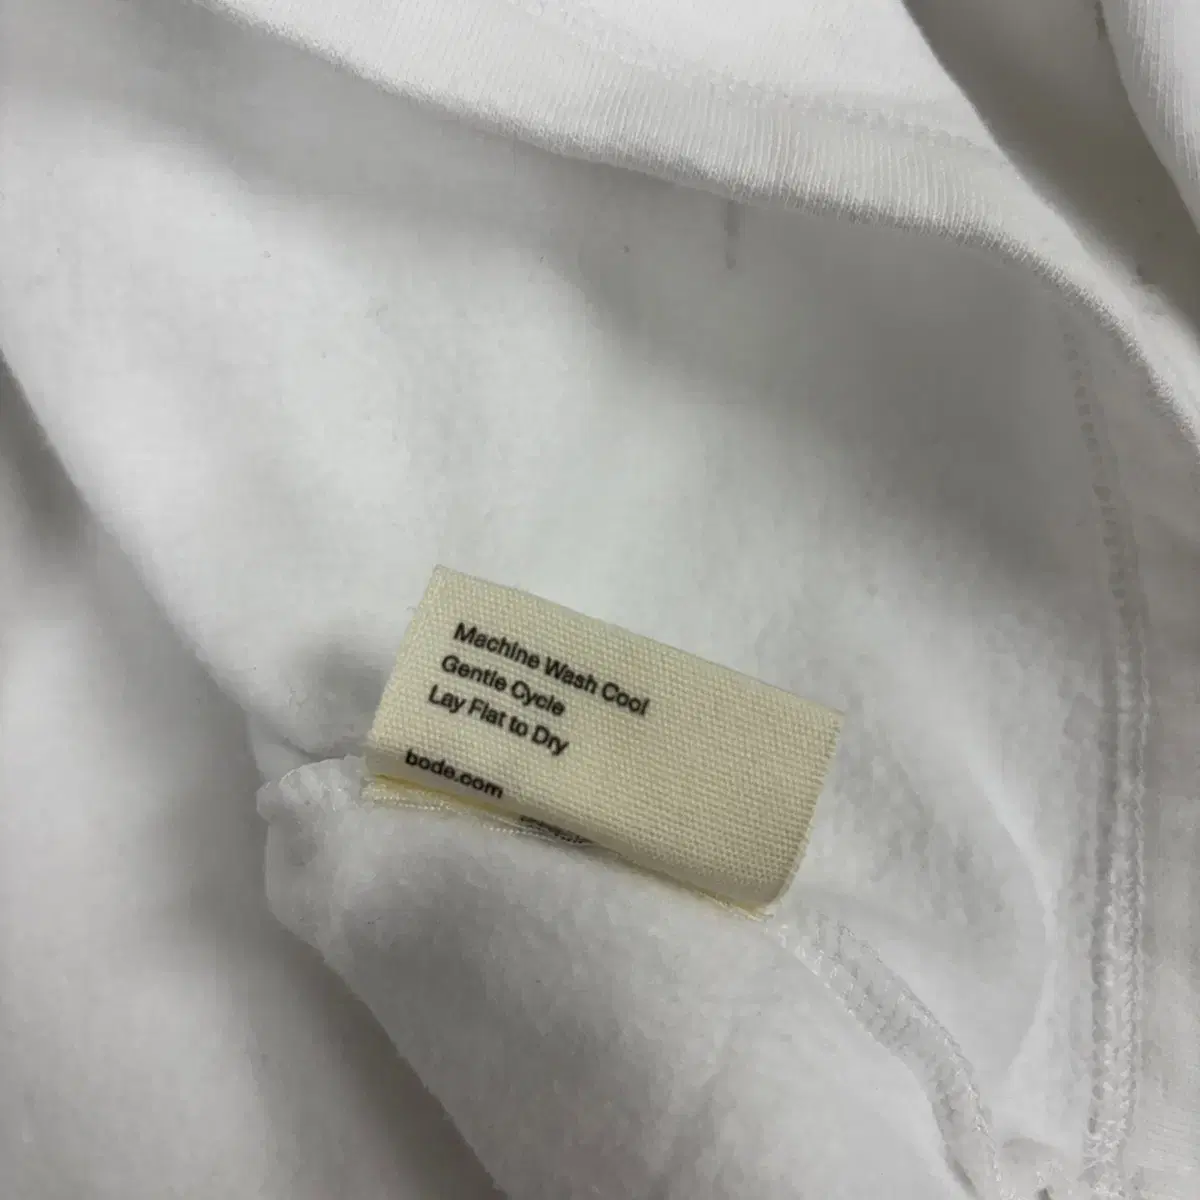 Machine Wash Cool
Gentle Cycle
Lay Flat to Dry
bode.com